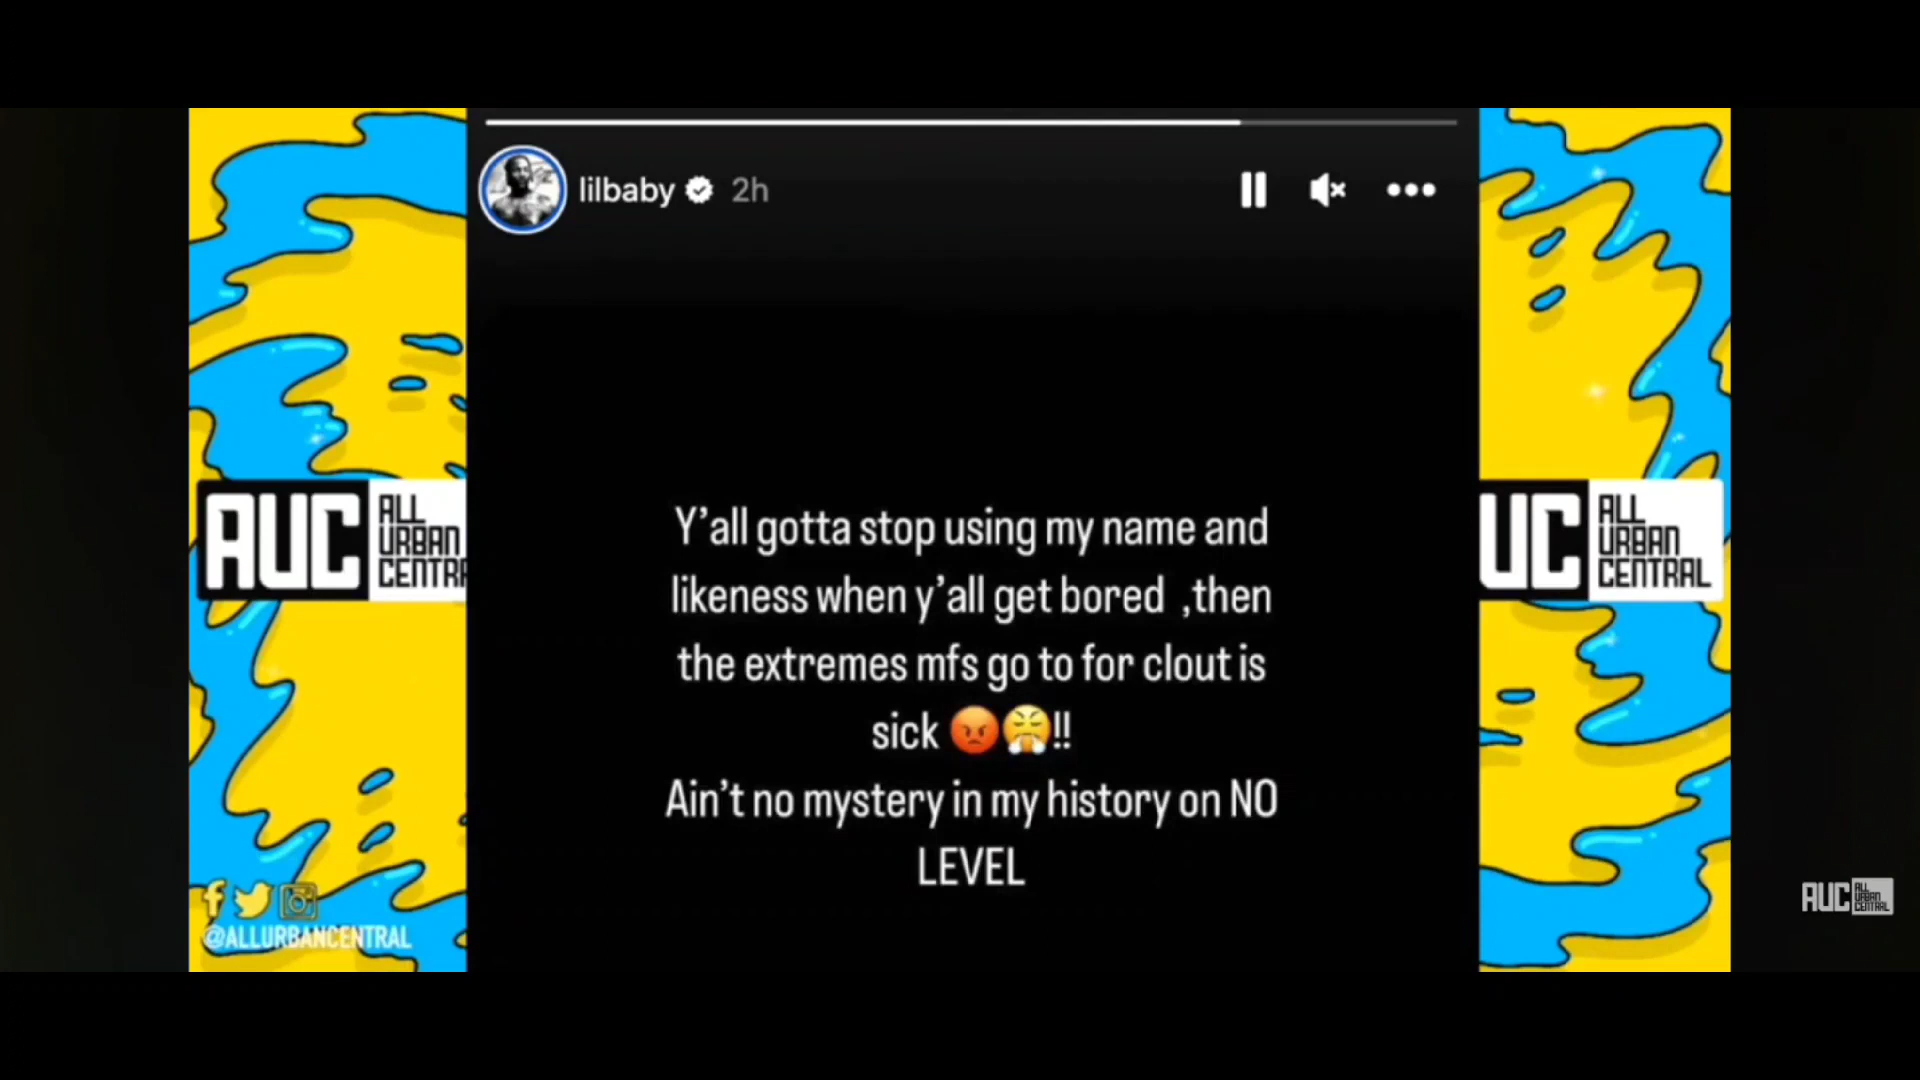 lilbaby 2h
Y’all gotta stop using my name and
likeness when y’all get bored ,then
the extremes mfs go to for clout is
sick 😡😤!!
Ain’t no mystery in my history on NO
LEVEL
AUC ALL
URBAN
CENTRA
UC ALL
URBAN
CENTRAL
@ALLURBANCENTRAL
AUC ALL
URBAN
CENTRAL